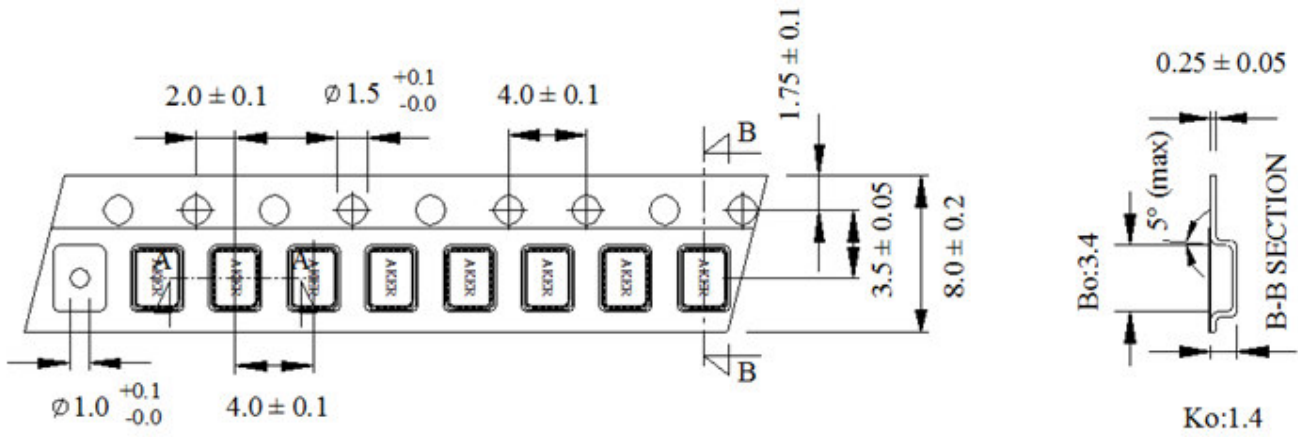 2.0 ± 0.1
⌀1.5 +0.1 -0.0
4.0 ± 0.1
1.75 ± 0.1
B
A
A
AKER
AKER
AKER
AKER
AKER
AKER
AKER
AKER
3.5 ± 0.05
8.0 ± 0.2
B
⌀1.0 +0.1 -0.0
4.0 ± 0.1
0.25 ± 0.05
5° (max)
Bo:3.4
B-B SECTION
Ko:1.4